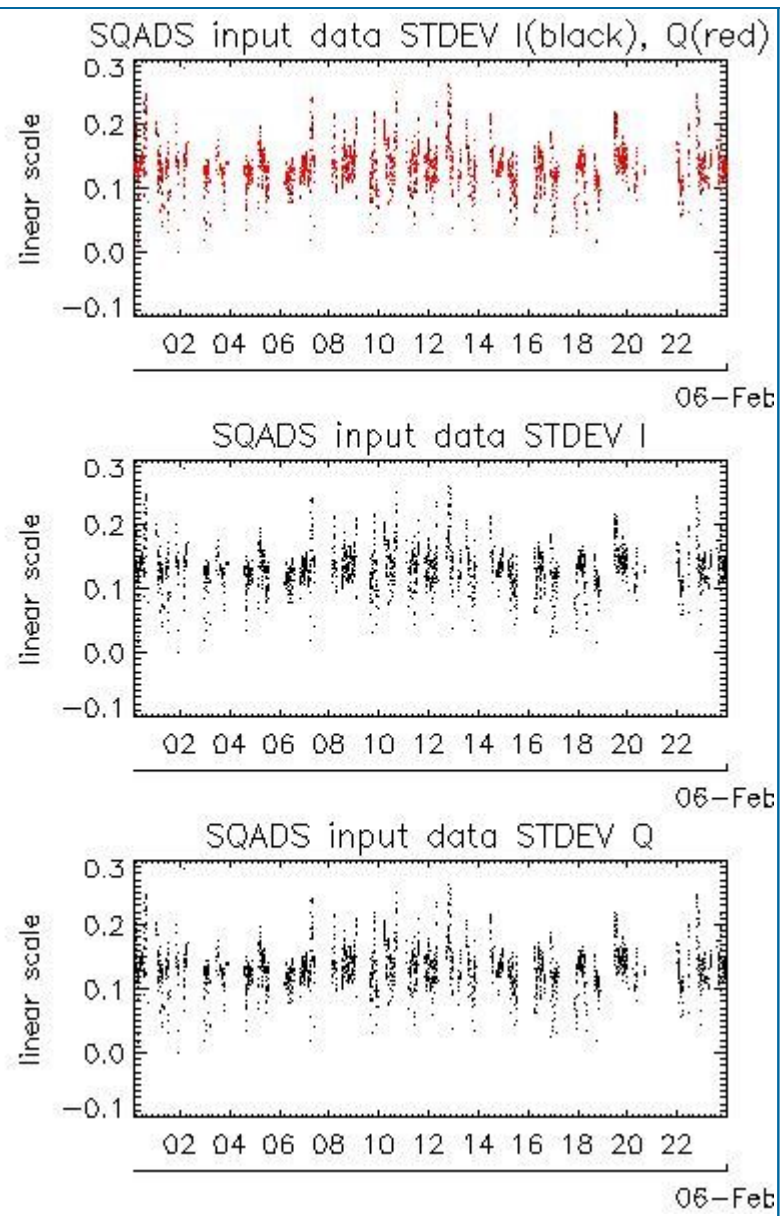 SQADS input data STDEV I(black), Q(red)
0.3
0.2
0.1
0.0
−0.1
linear scale
02 04 06 08 10 12 14 16 18 20 22
06−Feb
SQADS input data STDEV I
0.3
0.2
0.1
0.0
−0.1
linear scale
02 04 06 08 10 12 14 16 18 20 22
06−Feb
SQADS input data STDEV Q
0.3
0.2
0.1
0.0
−0.1
linear scale
02 04 06 08 10 12 14 16 18 20 22
06−Feb